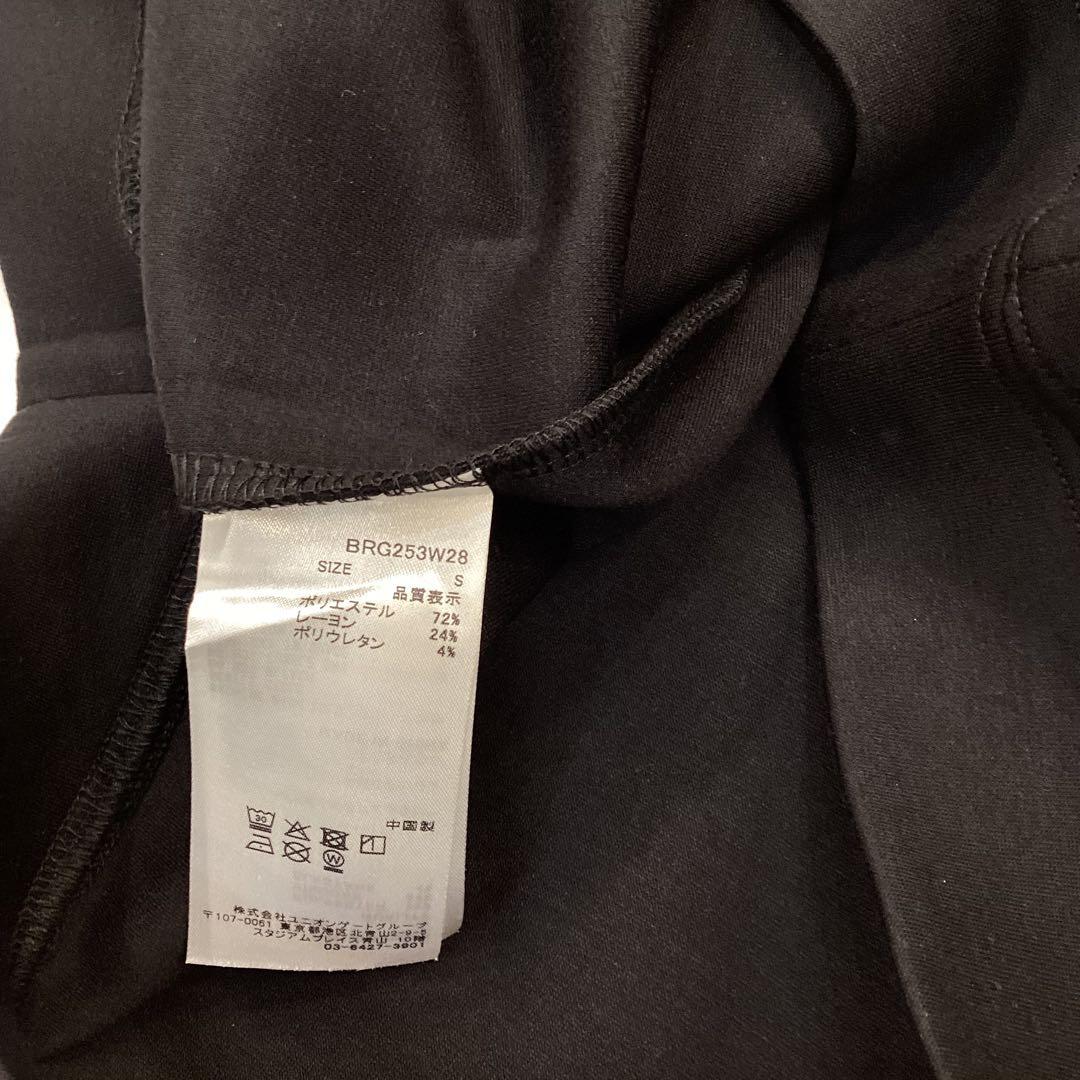 BRG253W28
SIZE S
品質表示
ポリエステル 72%
レーヨン 24%
ポリウレタン 4%
中国製
30
W
株式会社ユニオンゲートグループ
〒107-0061 東京都港区北青山2-9-5
スタジアムプレイス青山 10階
03-6427-3901